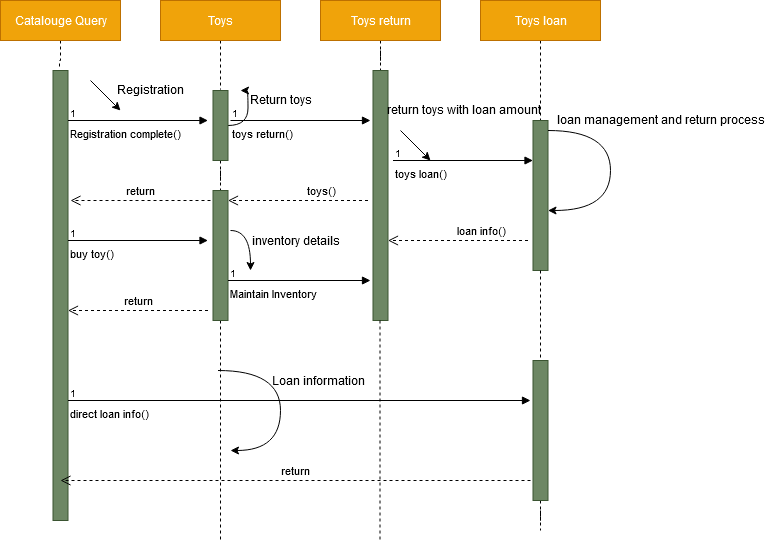 Catalouge Query
Toys
Toys return
Toys loan
Registration
Return toys
return toys with loan amount
loan management and return process
1
Registration complete()
1
toys return()
1
toys loan()
return
toys()
loan info()
1
buy toy()
inventory details
1
Maintain Inventory
return
Loan information
1
direct loan info()
return